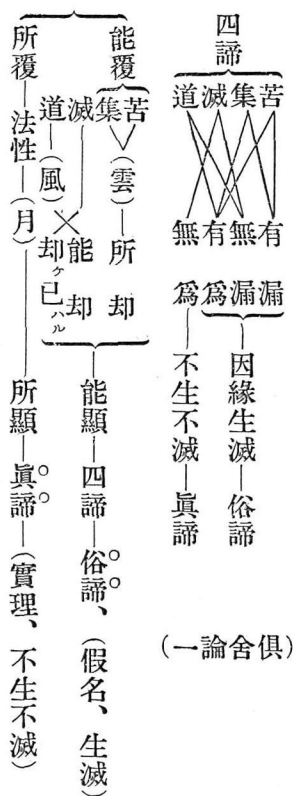 四諦
苦集滅道
有無有無
漏漏爲爲
因緣生滅—俗諦
不生不滅—眞諦
(俱舍論一)
能覆
苦集滅道
(雲)—所却
(風)
能却
却ケ已ハル
能顯—四諦—俗諦、(假名、生滅)
所覆—法性—(月)—所顯—眞諦—(實理、不生不滅)